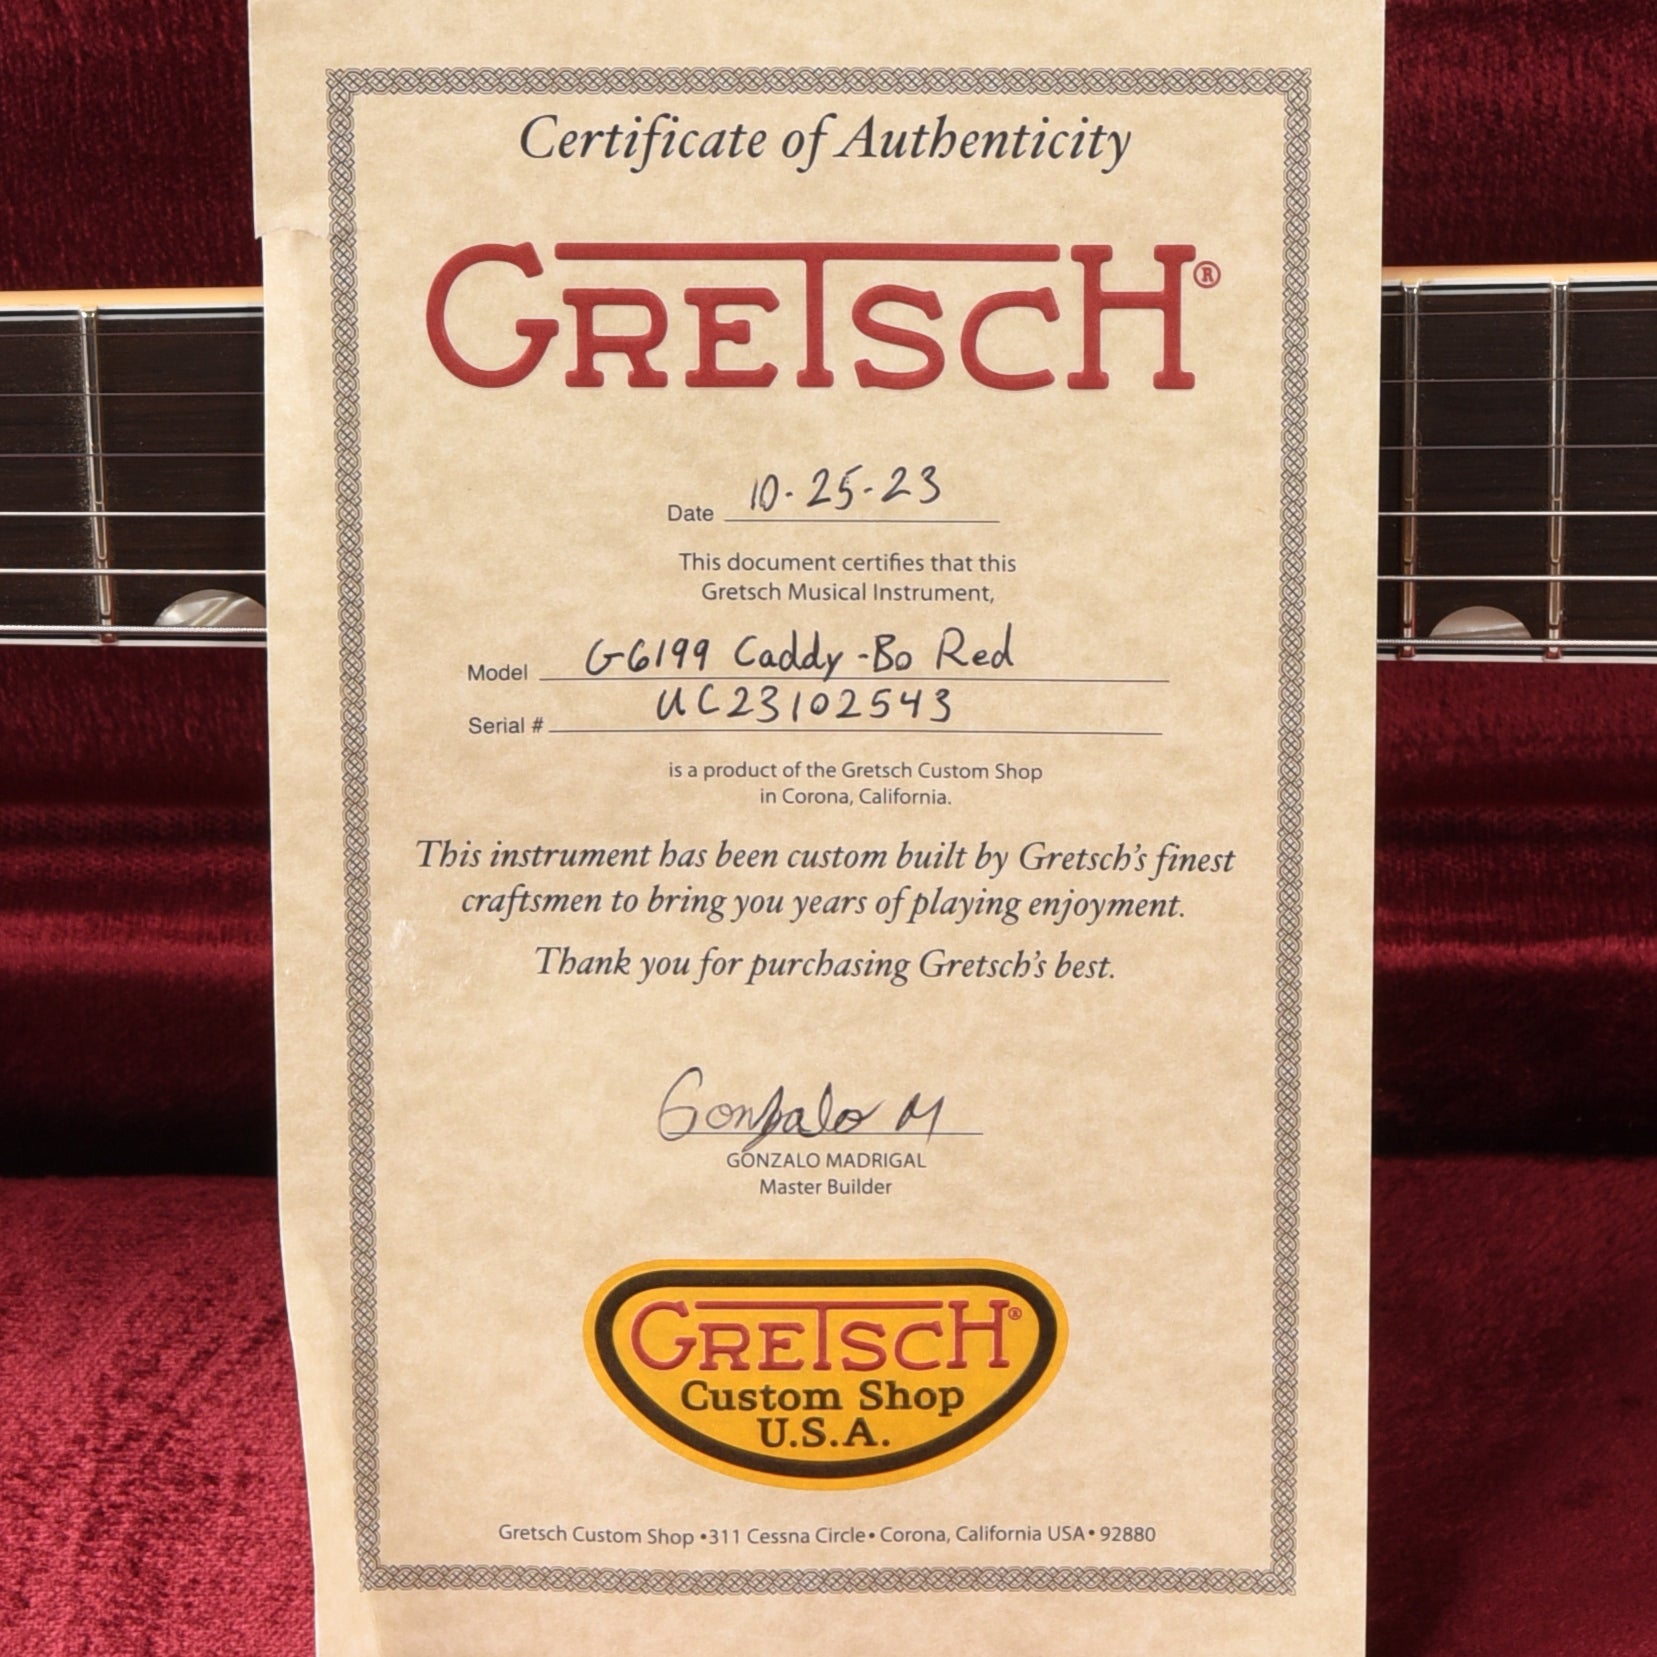 Certificate of Authenticity
GRETSCH®
Date 10-25-23
This document certifies that this
Gretsch Musical Instrument,
Model G6199 Caddy-Bo Red
Serial # UC23102543
is a product of the Gretsch Custom Shop
in Corona, California.
This instrument has been custom built by Gretsch's finest
craftsmen to bring you years of playing enjoyment.
Thank you for purchasing Gretsch's best.
Gonzalo M
GONZALO MADRIGAL
Master Builder
GRETSCH®
Custom Shop
U.S.A.
Gretsch Custom Shop •311 Cessna Circle• Corona, California USA• 92880